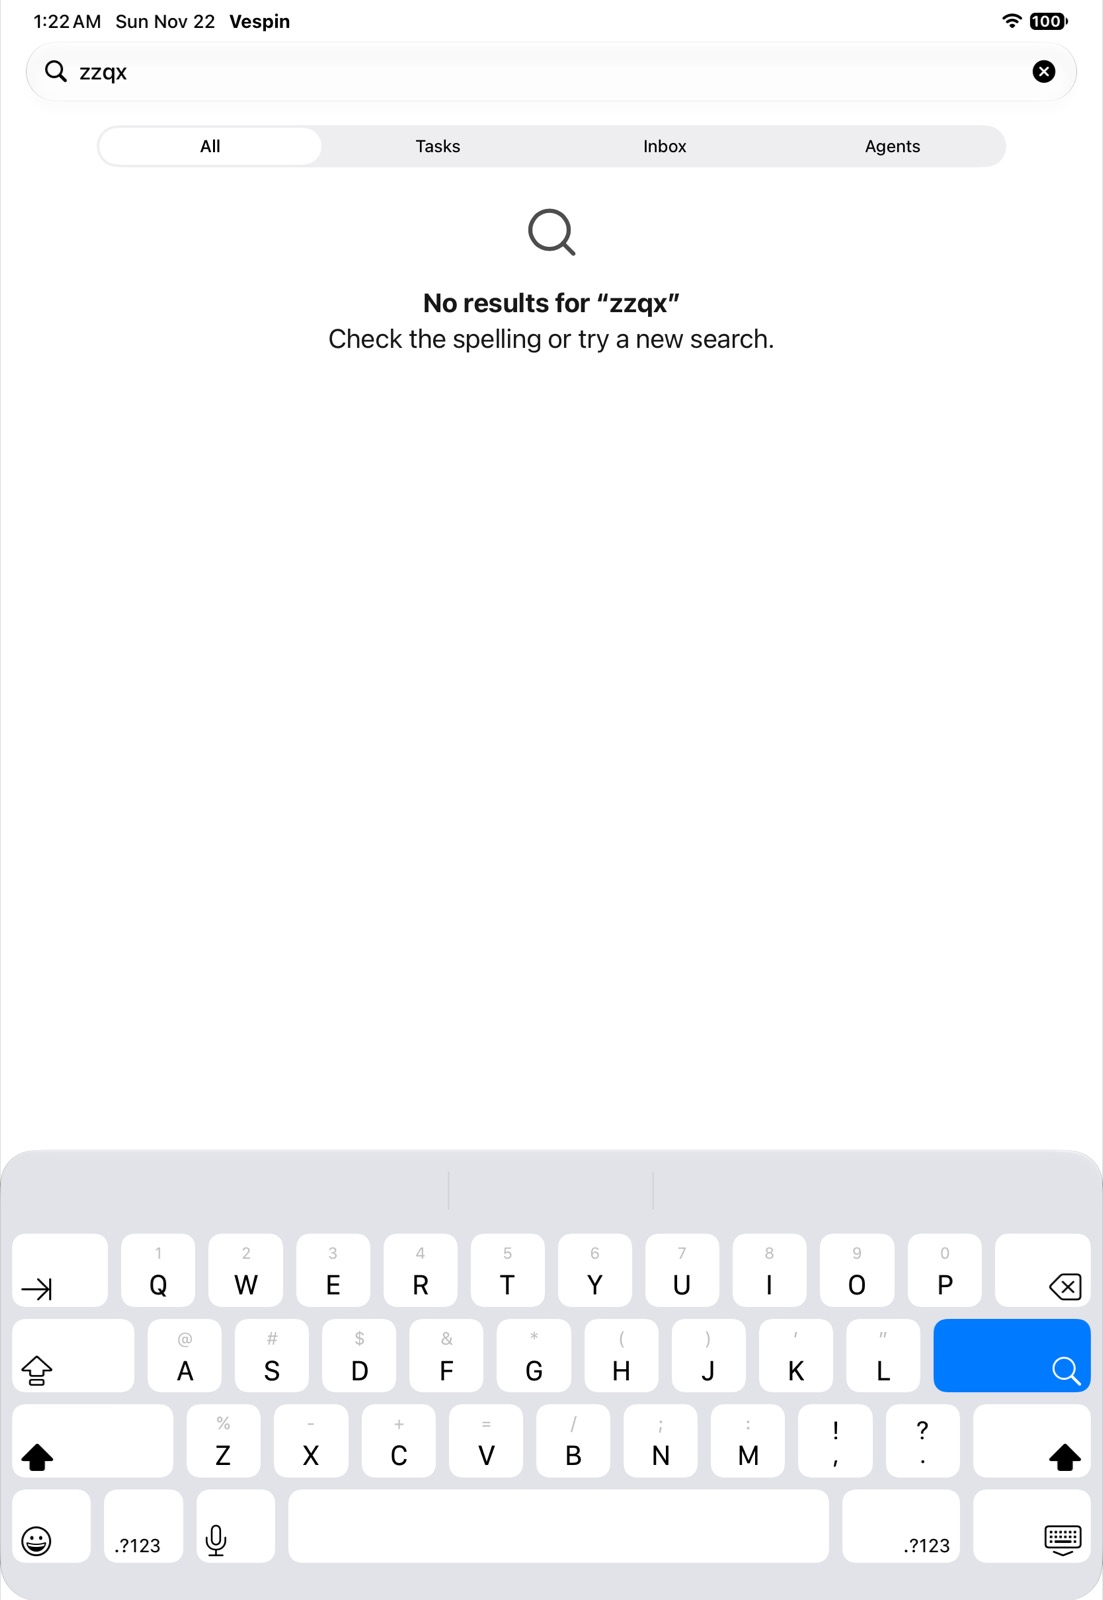 1:22 AM Sun Nov 22 Vespin 100
zzqx
All Tasks Inbox Agents
No results for “zzqx”
Check the spelling or try a new search.
1 2 3 4 5 6 7 8 9 0
Q W E R T Y U I O P
@ # $ & * ( ) ' "
A S D F G H J K L
% - + = / ; : ! ?
Z X C V B N M , .
.?123 .?123